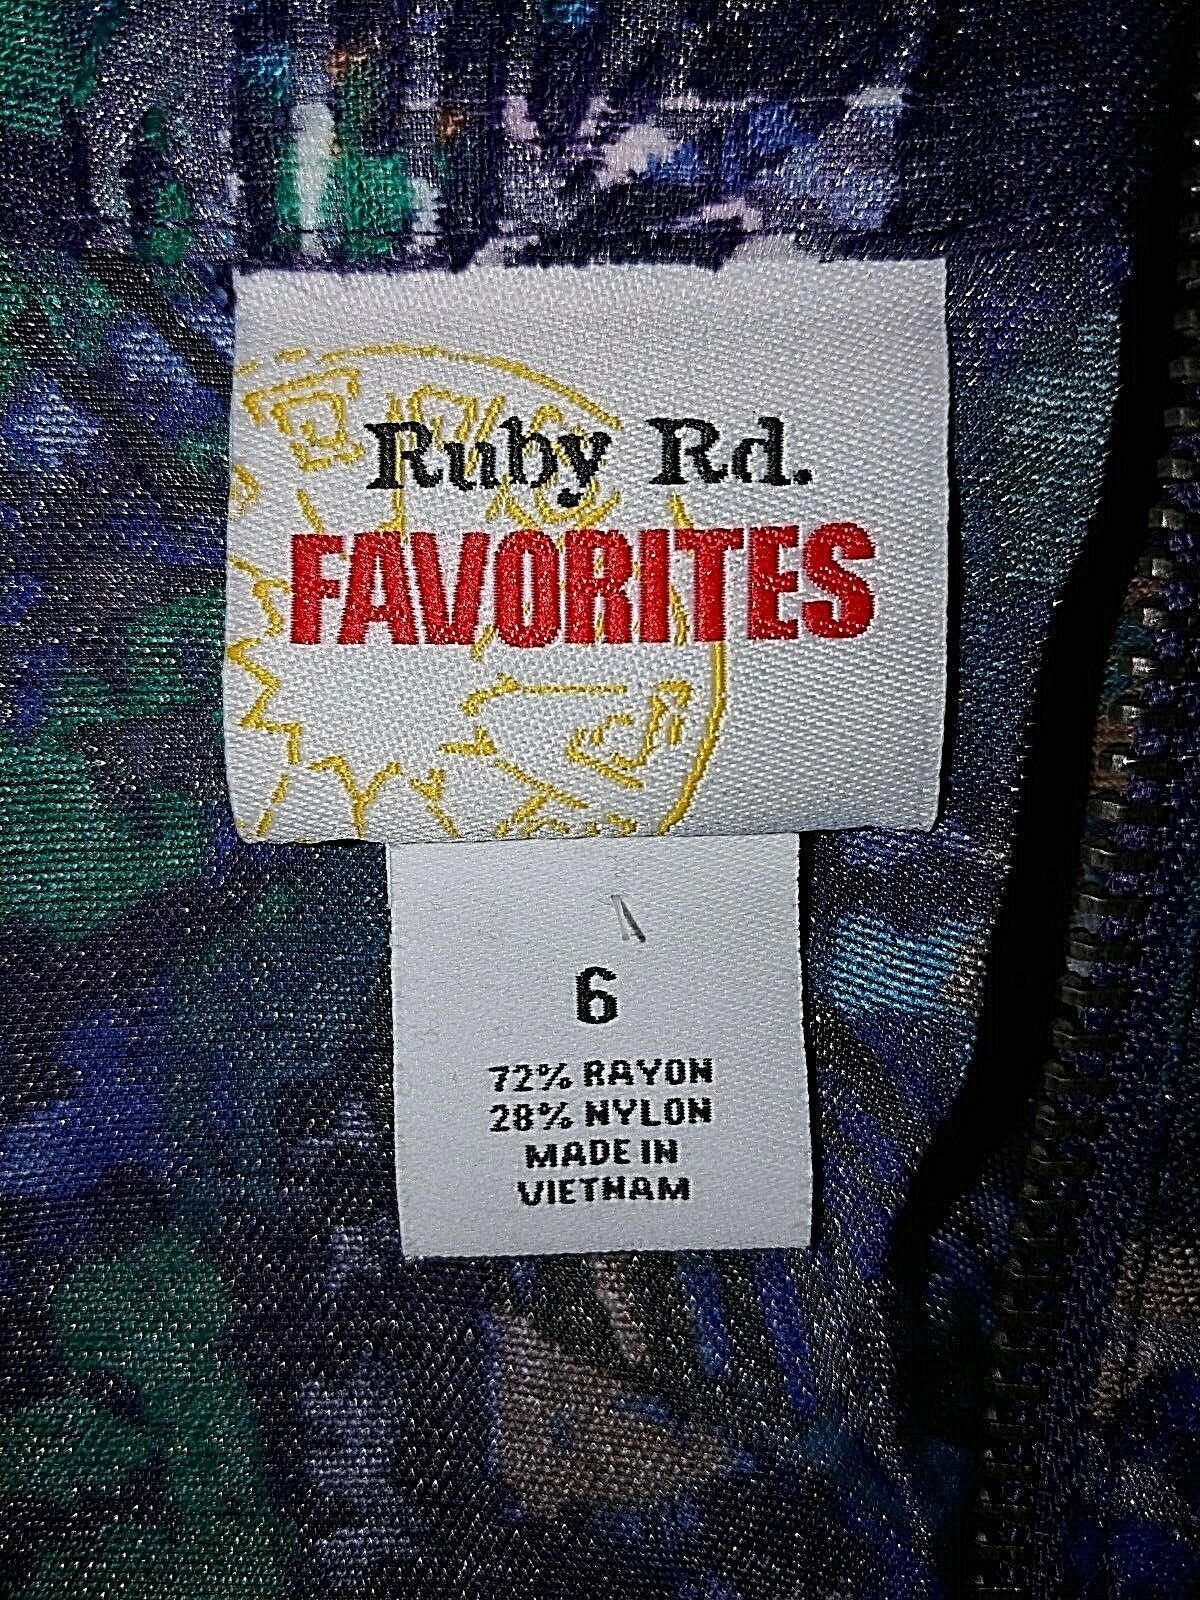 Ruby Rd.
FAVORITES
6
72% RAYON
28% NYLON
MADE IN
VIETNAM